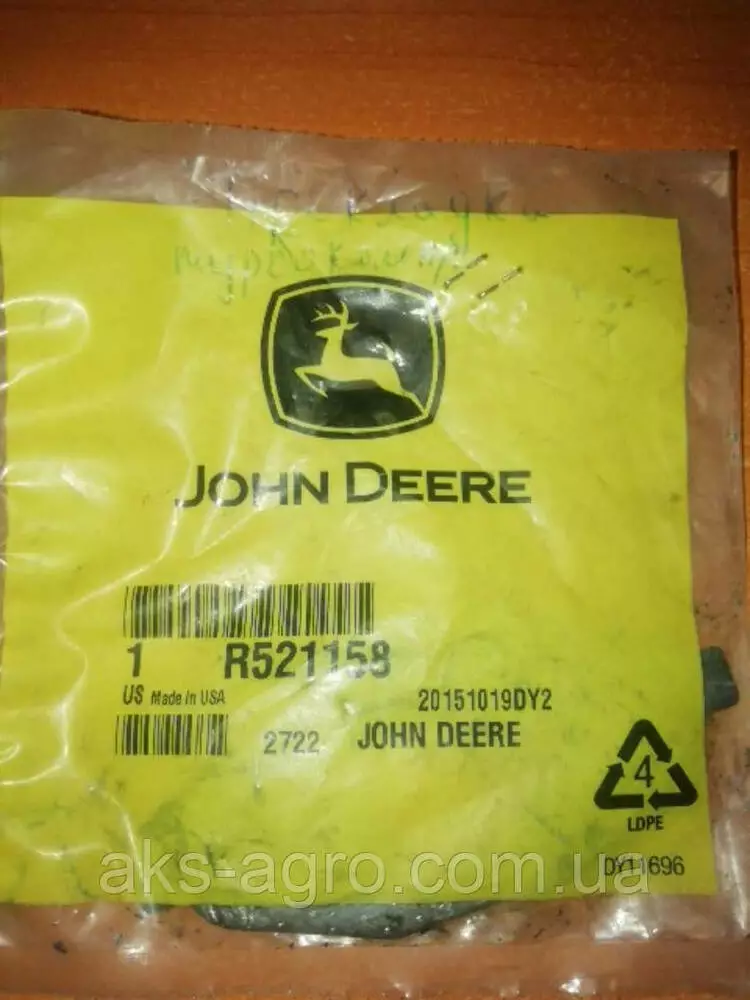 JOHN DEERE
1 R521158
US Made in USA 20151019DY2
2722 JOHN DEERE
4
LDPE
DY11696
aks-agro.com.ua